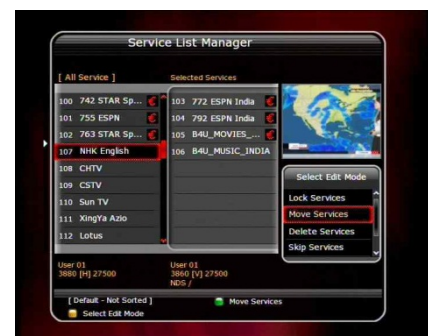 Service List Manager
[ All Service ]
Selected Services
100 742 STAR Sp...
101 755 ESPN
102 763 STAR Sp...
107 NHK English
108 CHTV
109 CSTV
110 Sun TV
111 XingYa Azio
112 Lotus
103 772 ESPN India
104 792 ESPN India
105 B4U_MOVIES_...
106 B4U_MUSIC_INDIA
Select Edit Mode
Lock Services
Move Services
Delete Services
Skip Services
User 01
3880 [H] 27500
User 01
3860 [V] 27500
NDS /
[ Default - Not Sorted ]
Move Services
Select Edit Mode